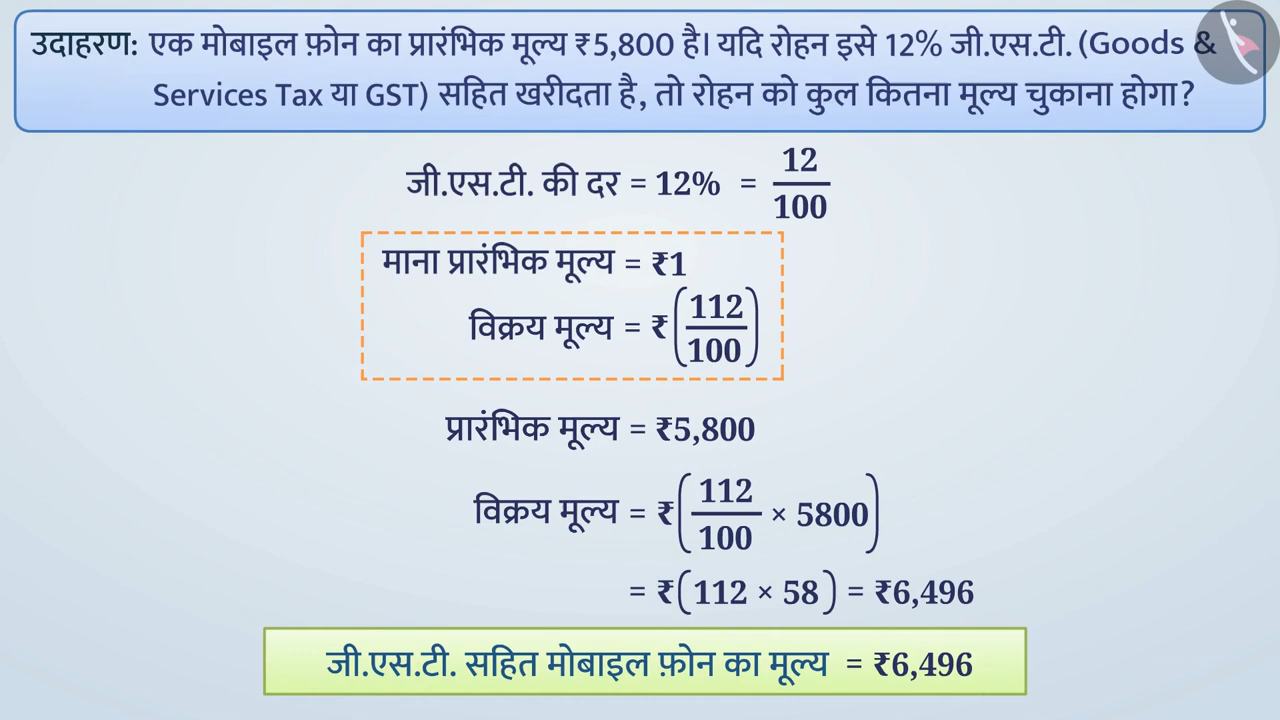 उदाहरण: एक मोबाइल फ़ोन का प्रारंभिक मूल्य ₹5,800 है। यदि रोहन इसे 12% जी.एस.टी. (Goods &
Services Tax या GST) सहित खरीदता है, तो रोहन को कुल कितना मूल्य चुकाना होगा?
जी.एस.टी. की दर = 12% = 12/100
माना प्रारंभिक मूल्य = ₹1
विक्रय मूल्य = ₹(112/100)
प्रारंभिक मूल्य = ₹5,800
विक्रय मूल्य = ₹(112/100 × 5800)
= ₹(112 × 58) = ₹6,496
जी.एस.टी. सहित मोबाइल फ़ोन का मूल्य = ₹6,496